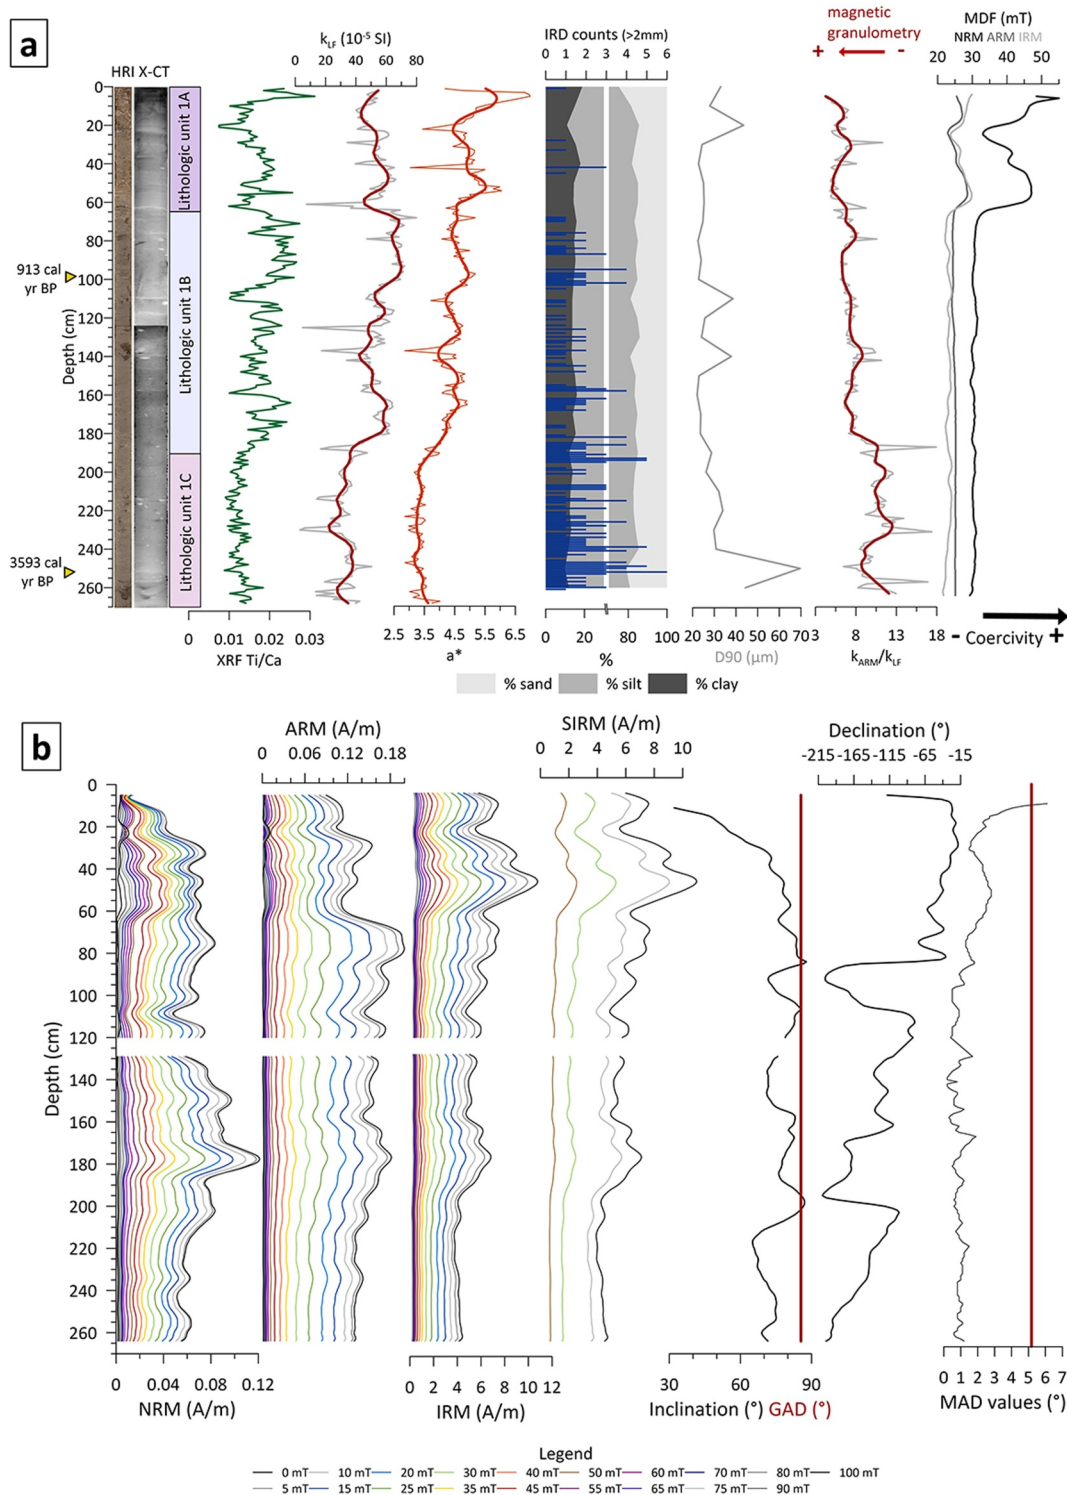 a
HRI X-CT
k_LF (10⁻⁵ SI)
0 20 40 60 80
IRD counts (>2mm)
0 1 2 3 4 5 6
magnetic
granulometry
+ -
MDF (mT)
NRM ARM IRM
20 30 40 50
913 cal
yr BP
3593 cal
yr BP
Depth (cm)
0
20
40
60
80
100
120
140
160
180
200
220
240
260
Lithologic unit 1A
Lithologic unit 1B
Lithologic unit 1C
0 0.01 0.02 0.03
XRF Ti/Ca
2.5 3.5 4.5 5.5 6.5
a*
0 20 80 100
%
20 30 40 50 60 70
D90 (µm)
3 8 13 18
k_ARM/k_LF
- Coercivity +
% sand % silt % clay
b
ARM (A/m)
0 0.06 0.12 0.18
SIRM (A/m)
0 2 4 6 8 10
Declination (°)
-215 -165 -115 -65 -15
Depth (cm)
0
20
40
60
80
100
120
140
160
180
200
220
240
260
0 0.04 0.08 0.12
NRM (A/m)
0 2 4 6 8 10 12
IRM (A/m)
30 60 90
Inclination (°) GAD (°)
0 1 2 3 4 5 6 7
MAD values (°)
Legend
0 mT 10 mT 20 mT 30 mT 40 mT 50 mT 60 mT 70 mT 80 mT 100 mT
5 mT 15 mT 25 mT 35 mT 45 mT 55 mT 65 mT 75 mT 90 mT